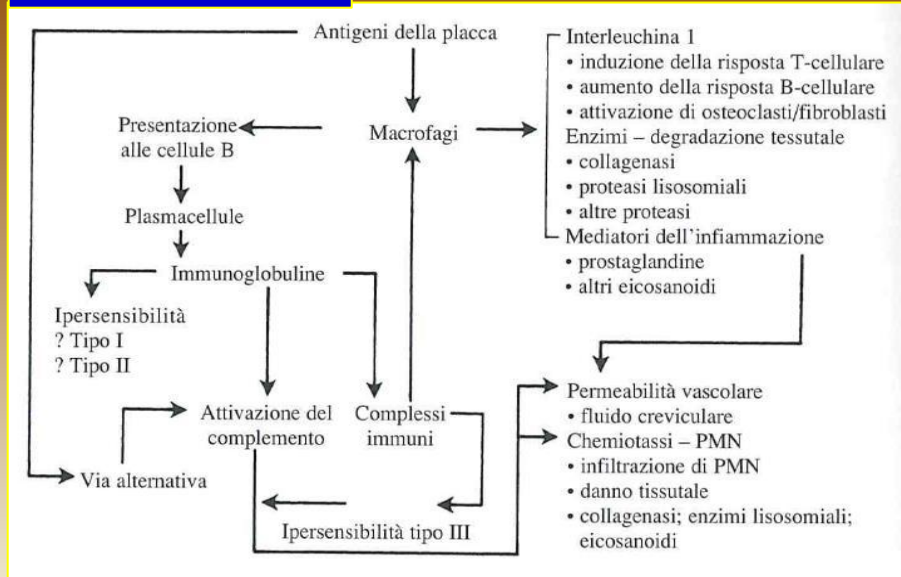 Antigeni della placca
Macrofagi
Presentazione
alle cellule B
Plasmacellule
Immunoglobuline
Ipersensibilità
? Tipo I
? Tipo II
Attivazione del
complemento
Complessi
immuni
Via alternativa
Ipersensibilità tipo III
Interleuchina 1
• induzione della risposta T-cellulare
• aumento della risposta B-cellulare
• attivazione di osteoclasti/fibroblasti
Enzimi – degradazione tessutale
• collagenasi
• proteasi lisosomiali
• altre proteasi
Mediatori dell'infiammazione
• prostaglandine
• altri eicosanoidi
Permeabilità vascolare
• fluido creviculare
Chemiotassi – PMN
• infiltrazione di PMN
• danno tissutale
• collagenasi; enzimi lisosomiali;
eicosanoidi